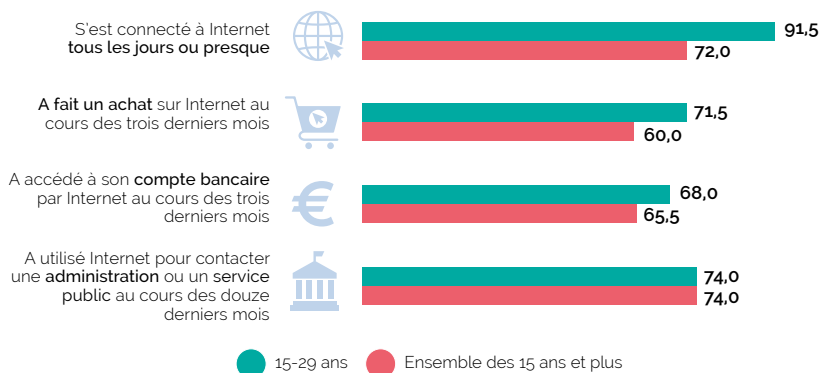 S'est connecté à Internet
tous les jours ou presque
91,5
72,0
A fait un achat sur Internet au
cours des trois derniers mois
71,5
60,0
A accédé à son compte bancaire
par Internet au cours des trois
derniers mois
68,0
65,5
A utilisé Internet pour contacter
une administration ou un service
public au cours des douze
derniers mois
74,0
74,0
15-29 ans
Ensemble des 15 ans et plus